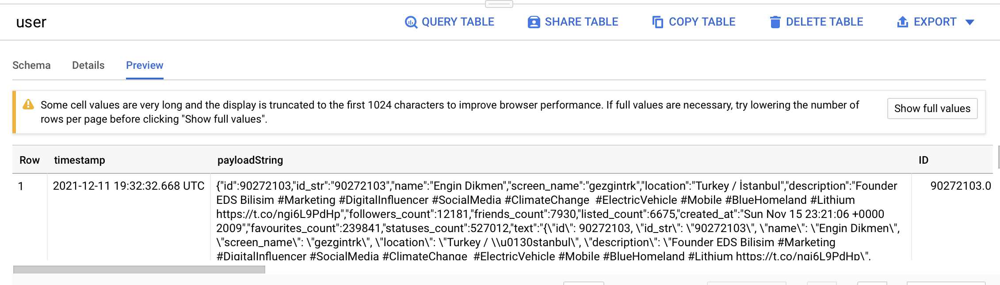 user
QUERY TABLE
SHARE TABLE
COPY TABLE
DELETE TABLE
EXPORT
Schema
Details
Preview
Some cell values are very long and the display is truncated to the first 1024 characters to improve browser performance. If full values are necessary, try lowering the number of
rows per page before clicking "Show full values".
Show full values
Row
timestamp
payloadString
ID
1
2021-12-11 19:32:32.668 UTC
{"id":90272103,"id_str":"90272103","name":"Engin Dikmen","screen_name":"gezgintrk","location":"Turkey / İstanbul","description":"Founder
EDS Bilisim #Marketing #DigitalInfluencer #SocialMedia #ClimateChange  #ElectricVehicle #Mobile #BlueHomeland #Lithium
https://t.co/ngi6L9PdHp","followers_count":12181,"friends_count":7930,"listed_count":6675,"created_at":"Sun Nov 15 23:21:06 +0000
2009","favourites_count":239841,"statuses_count":527012,"text":"{\"id\": 90272103, \"id_str\": \"90272103\", \"name\": \"Engin Dikmen\",
\"screen_name\": \"gezgintrk\", \"location\": \"Turkey / \\u0130stanbul\", \"description\": \"Founder EDS Bilisim #Marketing
#DigitalInfluencer #SocialMedia #ClimateChange  #ElectricVehicle #Mobile #BlueHomeland #Lithium https://t.co/ngi6L9PdHp\",
90272103.0